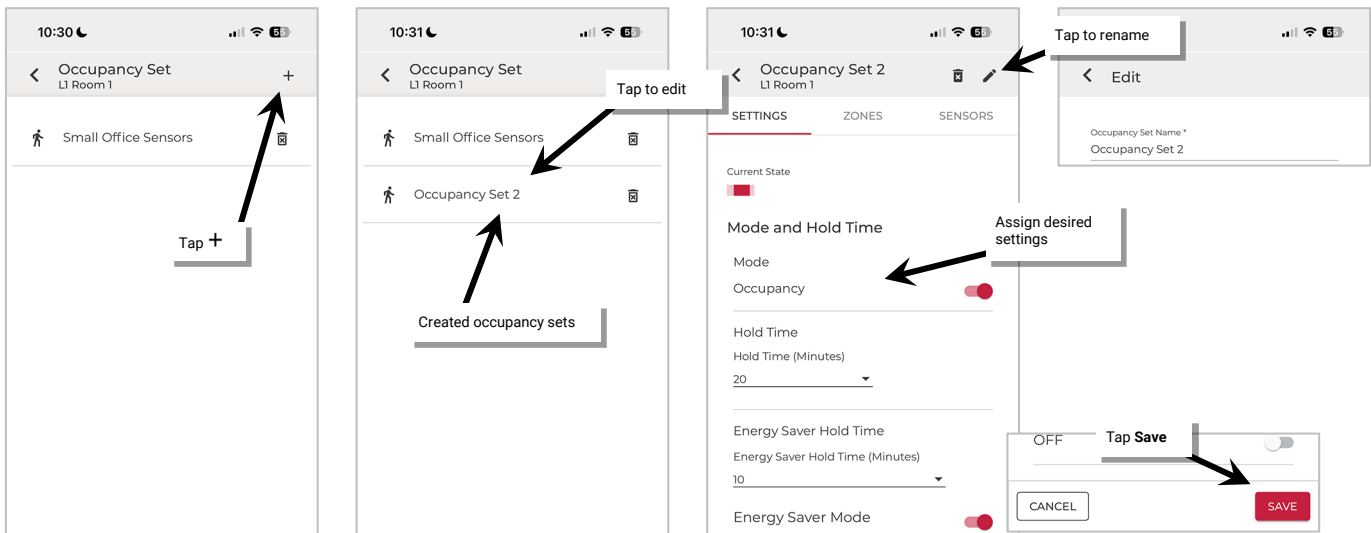 10:30
55
Occupancy Set
L1 Room 1
+
Small Office Sensors
Tap +
10:31
55
Occupancy Set
L1 Room 1
Tap to edit
Small Office Sensors
Occupancy Set 2
Created occupancy sets
10:31
55
Tap to rename
Occupancy Set 2
SETTINGS
ZONES
SENSORS
Current State
Mode and Hold Time
Assign desired
settings
Mode
Occupancy
Hold Time
Hold Time (Minutes)
20
Energy Saver Hold Time
Energy Saver Hold Time (Minutes)
10
Energy Saver Mode
55
Edit
Occupancy Set Name *
Occupancy Set 2
OFF
Tap Save
CANCEL
SAVE